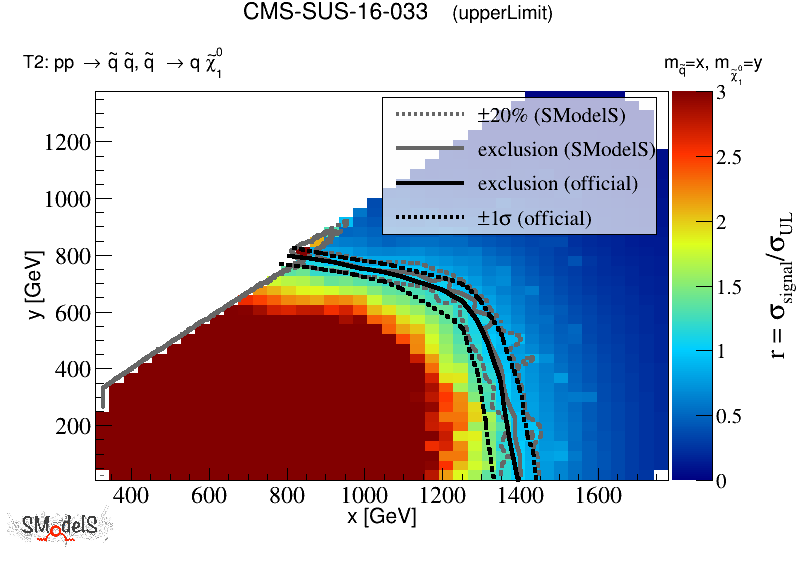 CMS-SUS-16-033 (upperLimit)
T2: pp → q̃ q̃, q̃ → q χ̃₁⁰
m_q̃=x, m_χ̃₁⁰=y
±20% (SModelS)
exclusion (SModelS)
exclusion (official)
±1σ (official)
y [GeV]
1200
1000
800
600
400
200
400 600 800 1000 1200 1400 1600
x [GeV]
3
2.5
2
1.5
1
0.5
0
r = σ_signal/σ_UL
SModelS